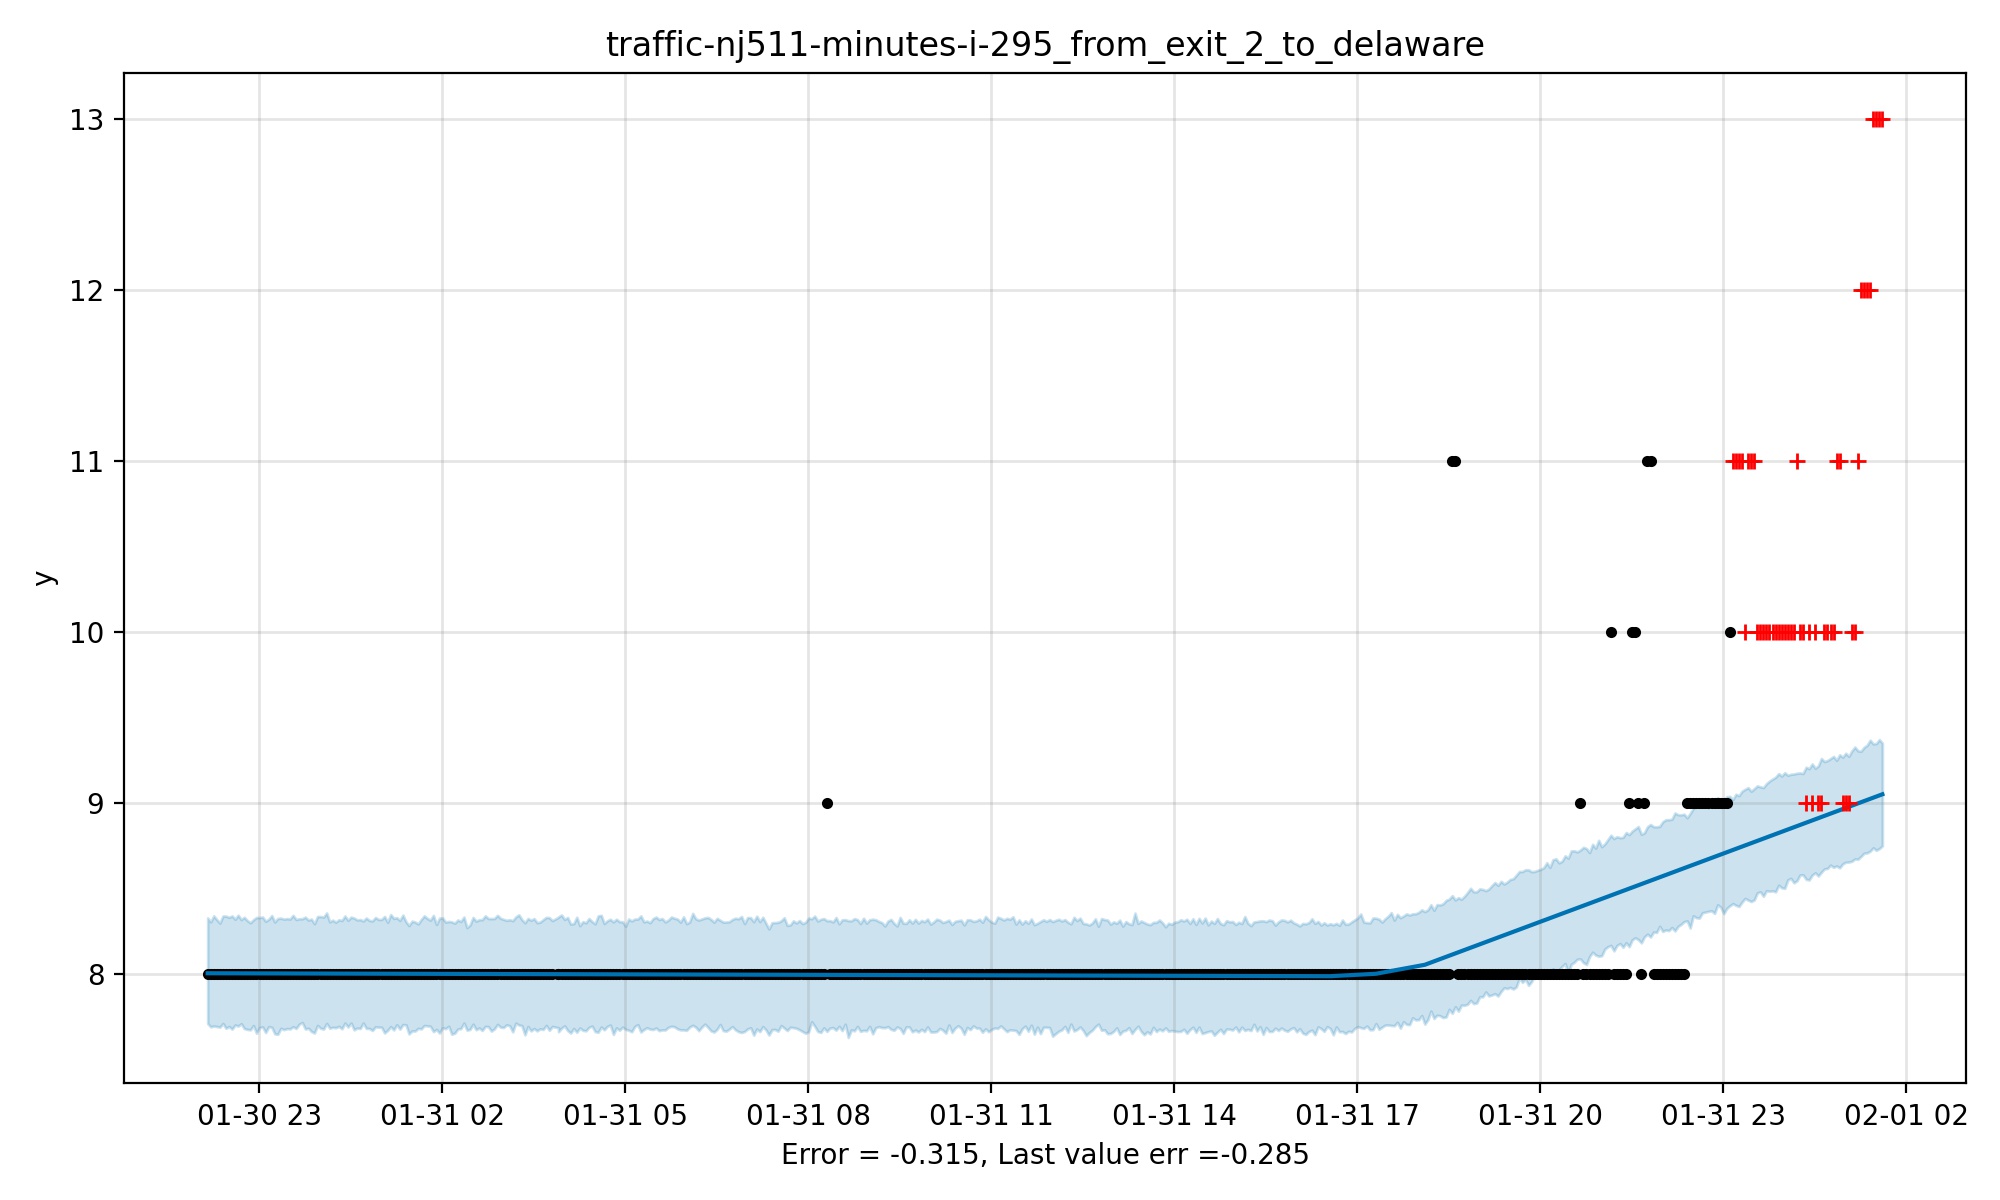 traffic-nj511-minutes-i-295_from_exit_2_to_delaware
13
12
11
10
9
8
y
01-30 23 01-31 02 01-31 05 01-31 08 01-31 11 01-31 14 01-31 17 01-31 20 01-31 23 02-01 02
Error = -0.315, Last value err =-0.285